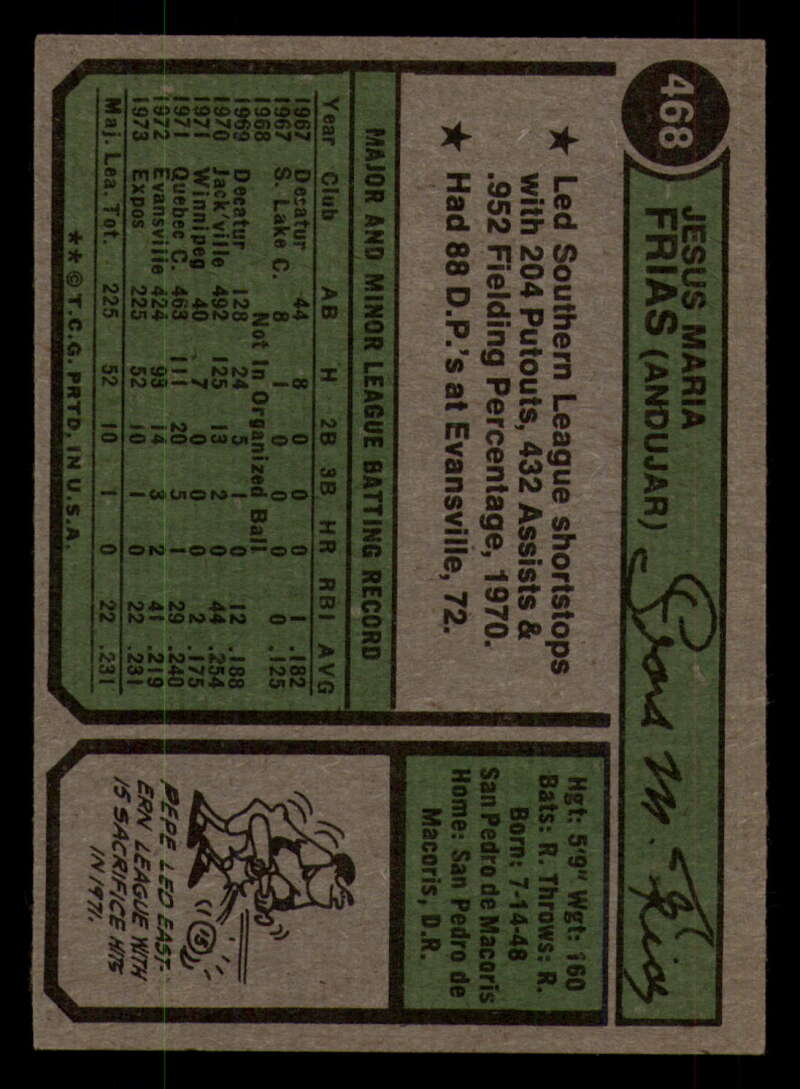 468
JESUS MARIA
FRIAS (ANDUJAR)
★ Led Southern League shortstops
with 204 Putouts, 432 Assists &
.952 Fielding Percentage, 1970.
★ Had 88 D.P.'s at Evansville, 72.
MAJOR AND MINOR LEAGUE BATTING RECORD
Year Club AB H 2B 3B HR RBI AVG
1967 Decatur 44 8 0 0 0 1 .182
1967 S. Lake C. 8 1 0 0 0 0 .125
1968 Not In Organized Ball
1969 Decatur 128 24 5 1 0 12 .188
1970 Jack'ville 492 125 13 2 0 44 .254
1971 Winnipeg 40 7 0 0 0 2 .175
1971 Quebec C. 463 111 20 5 1 29 .240
1972 Evansville 424 93 14 3 2 41 .219
1973 Expos 225 52 10 1 0 22 .231
Maj. Lea. Tot. 225 52 10 1 0 22 .231
** © T.C.G. PRTD. IN U.S.A.
Hgt: 5'9" Wgt: 160
Bats: R. Throws: R.
Born: 7-14-48
San Pedro de Macoris
Home: San Pedro de
Macoris, D.R.
15
PEPE LED EAST-
ERN LEAGUE WITH
15 SACRIFICE HITS
IN 1971.